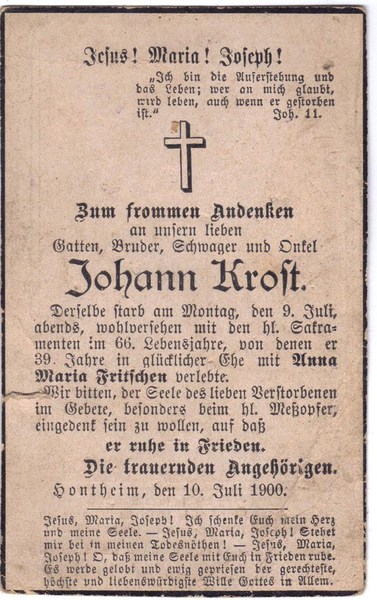 Jesus! Maria! Joseph!
„Ich bin die Auferstehung und
das Leben; wer an mich glaubt,
wird leben, auch wenn er gestorben
ist.“ Joh. 11.
Zum frommen Andenken
an unsern lieben
Gatten, Bruder, Schwager und Onkel
Johann Krost.
Derselbe starb am Montag, den 9. Juli,
abends, wohlversehen mit den hl. Sakra-
menten im 66. Lebensjahre, von denen er
39. Jahre in glücklicher Ehe mit Anna
Maria Fritschen verlebte.
Wir bitten, der Seele des lieben Verstorbenen
im Gebete, besonders beim hl. Meßopfer,
eingedenk sein zu wollen, auf daß
er ruhe in Frieden.
Die trauernden Angehörigen.
Hontheim, den 10. Juli 1900.
Jesus, Maria, Joseph! Ich schenke Euch mein Herz
und meine Seele. — Jesus, Maria, Joseph! Stehet
mir bei in meinen Todesnöthen! — Jesus, Maria,
Joseph! O, daß meine Seele mit Euch in Frieden ruhe.
Es werde gelobt und ewig gepriesen der gerechteste,
höchste und liebenswürdigste Wille Gottes in Allem.